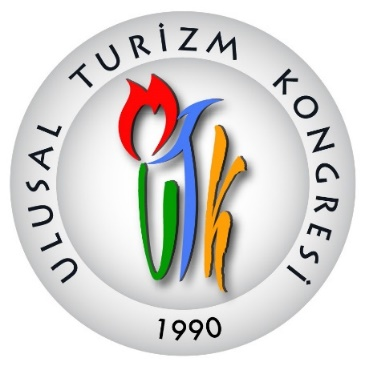 ULUSAL TURİZM KONGRESİ
UTK
1990